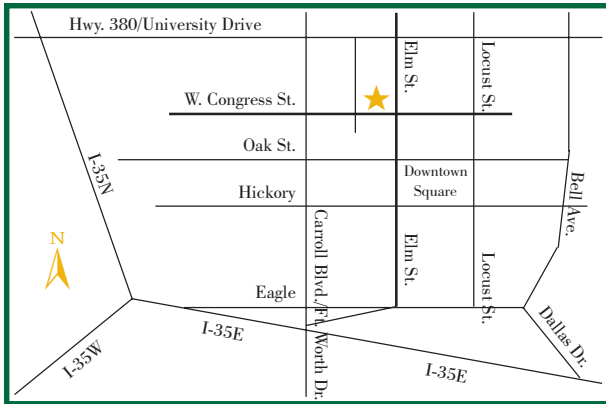 Hwy. 380/University Drive
Elm St.
Locust St.
W. Congress St.
Oak St.
I-35N
Downtown
Square
Bell Ave.
Hickory
N
Carroll Blvd./Ft. Worth Dr.
Elm St.
Locust St.
Eagle
I-35E
Dallas Dr.
I-35W
I-35E